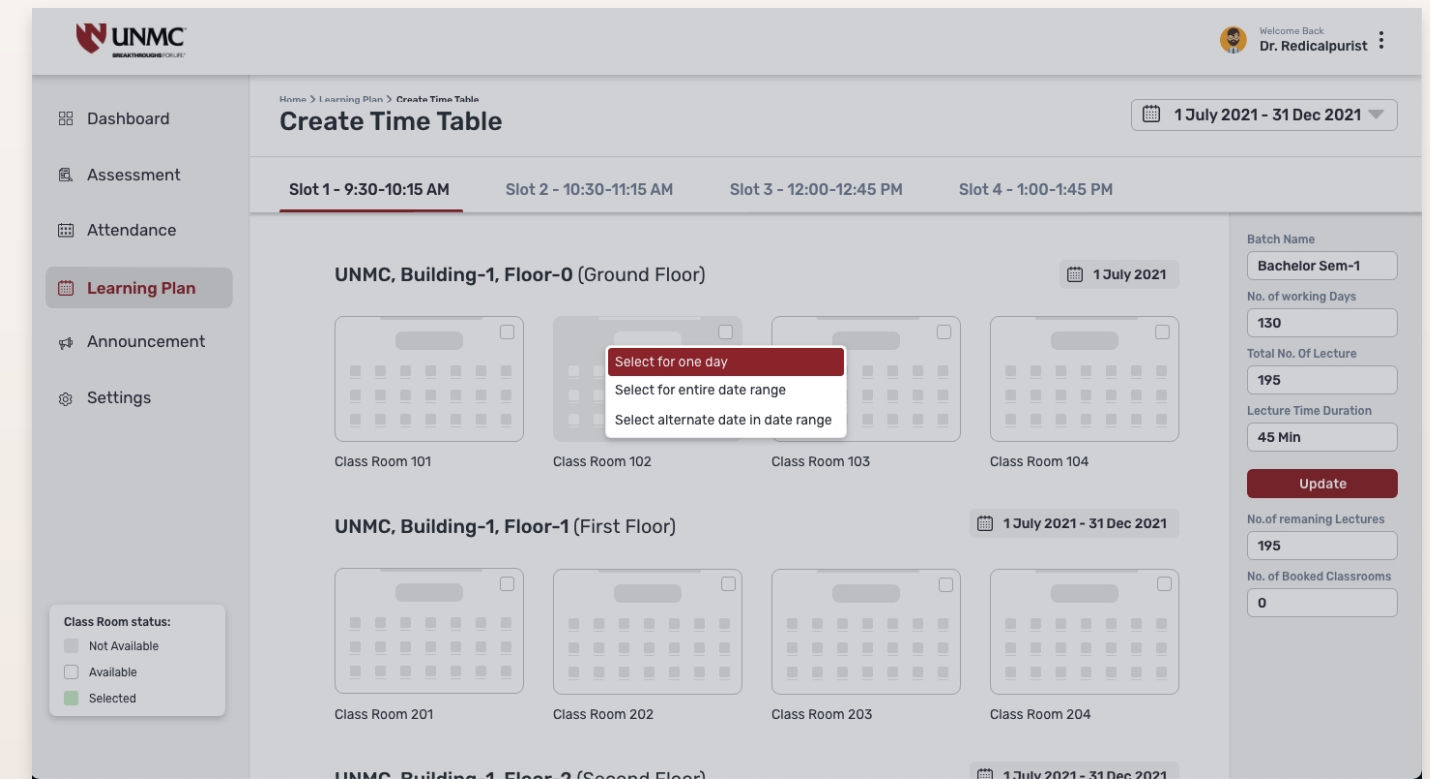 UNMC
BREAKTHROUGHS FOR LIFE
Welcome Back
Dr. Redicalpurist
Dashboard
Assessment
Attendance
Learning Plan
Announcement
Settings
Class Room status:
Not Available
Available
Selected
Home > Learning Plan > Create Time Table
Create Time Table
1 July 2021 - 31 Dec 2021
Slot 1 - 9:30-10:15 AM
Slot 2 - 10:30-11:15 AM
Slot 3 - 12:00-12:45 PM
Slot 4 - 1:00-1:45 PM
UNMC, Building-1, Floor-0 (Ground Floor)
1 July 2021
Select for one day
Select for entire date range
Select alternate date in date range
Class Room 101
Class Room 102
Class Room 103
Class Room 104
UNMC, Building-1, Floor-1 (First Floor)
1 July 2021 - 31 Dec 2021
Class Room 201
Class Room 202
Class Room 203
Class Room 204
UNMC, Building-1, Floor-2 (Second Floor)
1 July 2021 - 31 Dec 2021
Batch Name
Bachelor Sem-1
No. of working Days
130
Total No. Of Lecture
195
Lecture Time Duration
45 Min
Update
No.of remaning Lectures
195
No. of Booked Classrooms
0